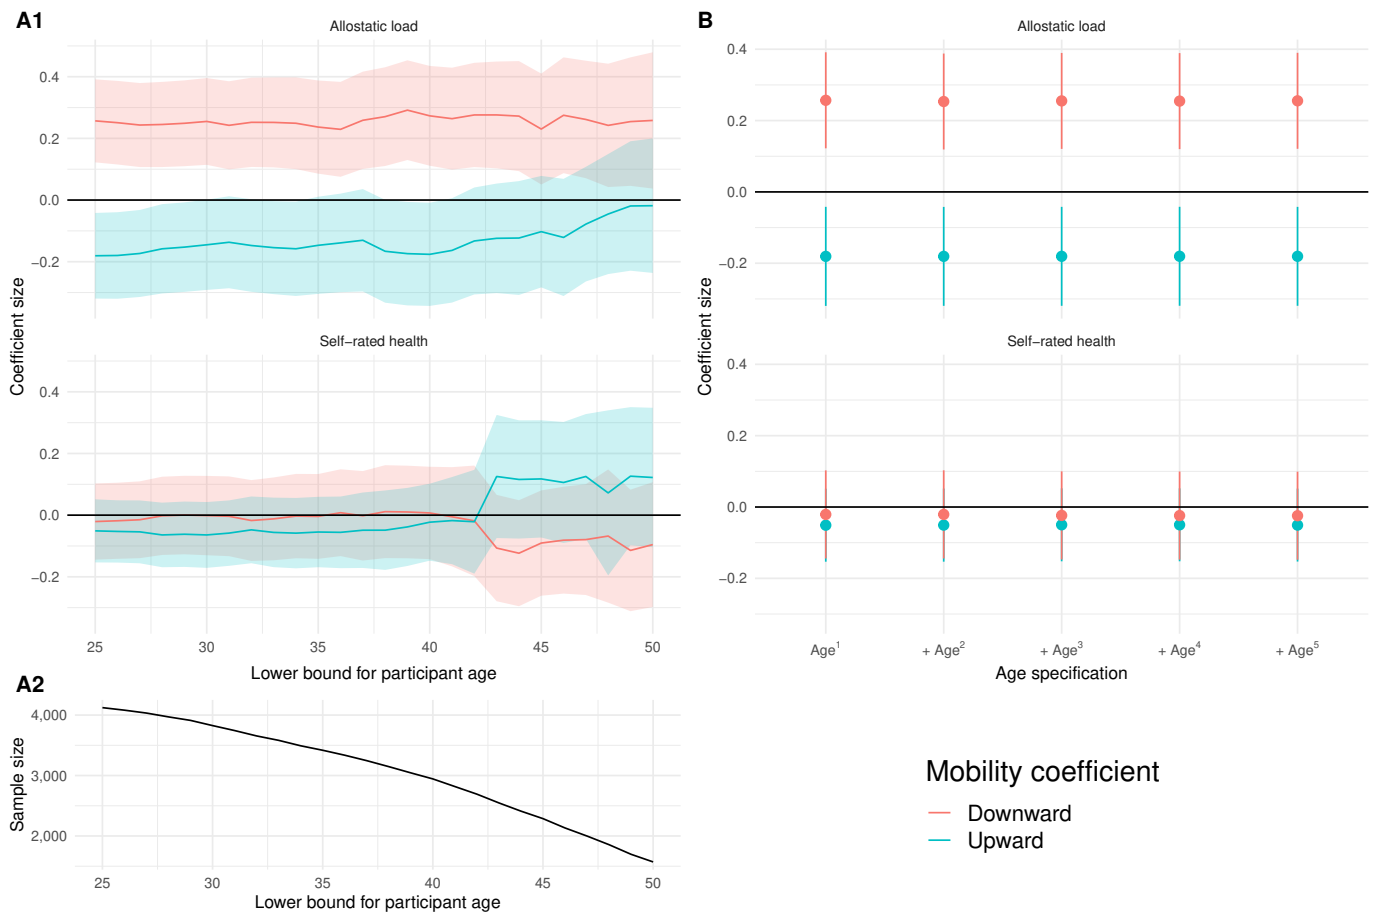 A1
Allostatic load
0.4
0.2
0.0
−0.2
Coefficient size
Self−rated health
0.4
0.2
0.0
−0.2
25 30 35 40 45 50
Lower bound for participant age
A2
4,000
3,000
2,000
Sample size
25 30 35 40 45 50
Lower bound for participant age
B
Allostatic load
0.4
0.2
0.0
−0.2
Coefficient size
Self−rated health
0.4
0.2
0.0
−0.2
Age¹ + Age² + Age³ + Age⁴ + Age⁵
Age specification
Mobility coefficient
Downward
Upward